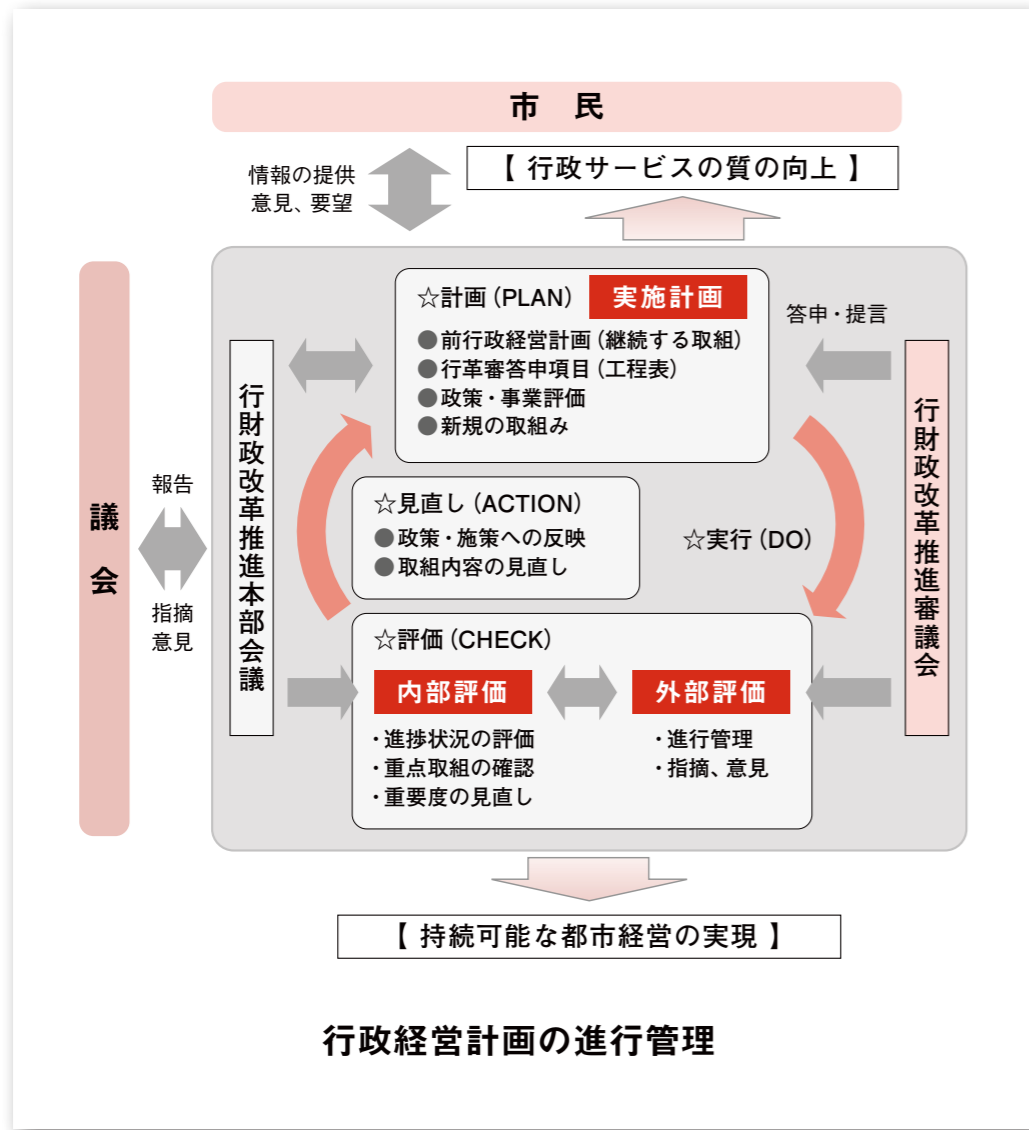 市　民
情報の提供
意見、要望
【 行政サービスの質の向上 】
議　会
報告
指摘
意見
行財政改革推進本部会議
☆計画(PLAN)
実施計画
●前行政経営計画(継続する取組)
●行革審答申項目(工程表)
●政策・事業評価
●新規の取組み
答申・提言
行財政改革推進審議会
☆見直し(ACTION)
●政策・施策への反映
●取組内容の見直し
☆実行(DO)
☆評価(CHECK)
内部評価
・進捗状況の評価
・重点取組の確認
・重要度の見直し
外部評価
・進行管理
・指摘、意見
【 持続可能な都市経営の実現 】
行政経営計画の進行管理